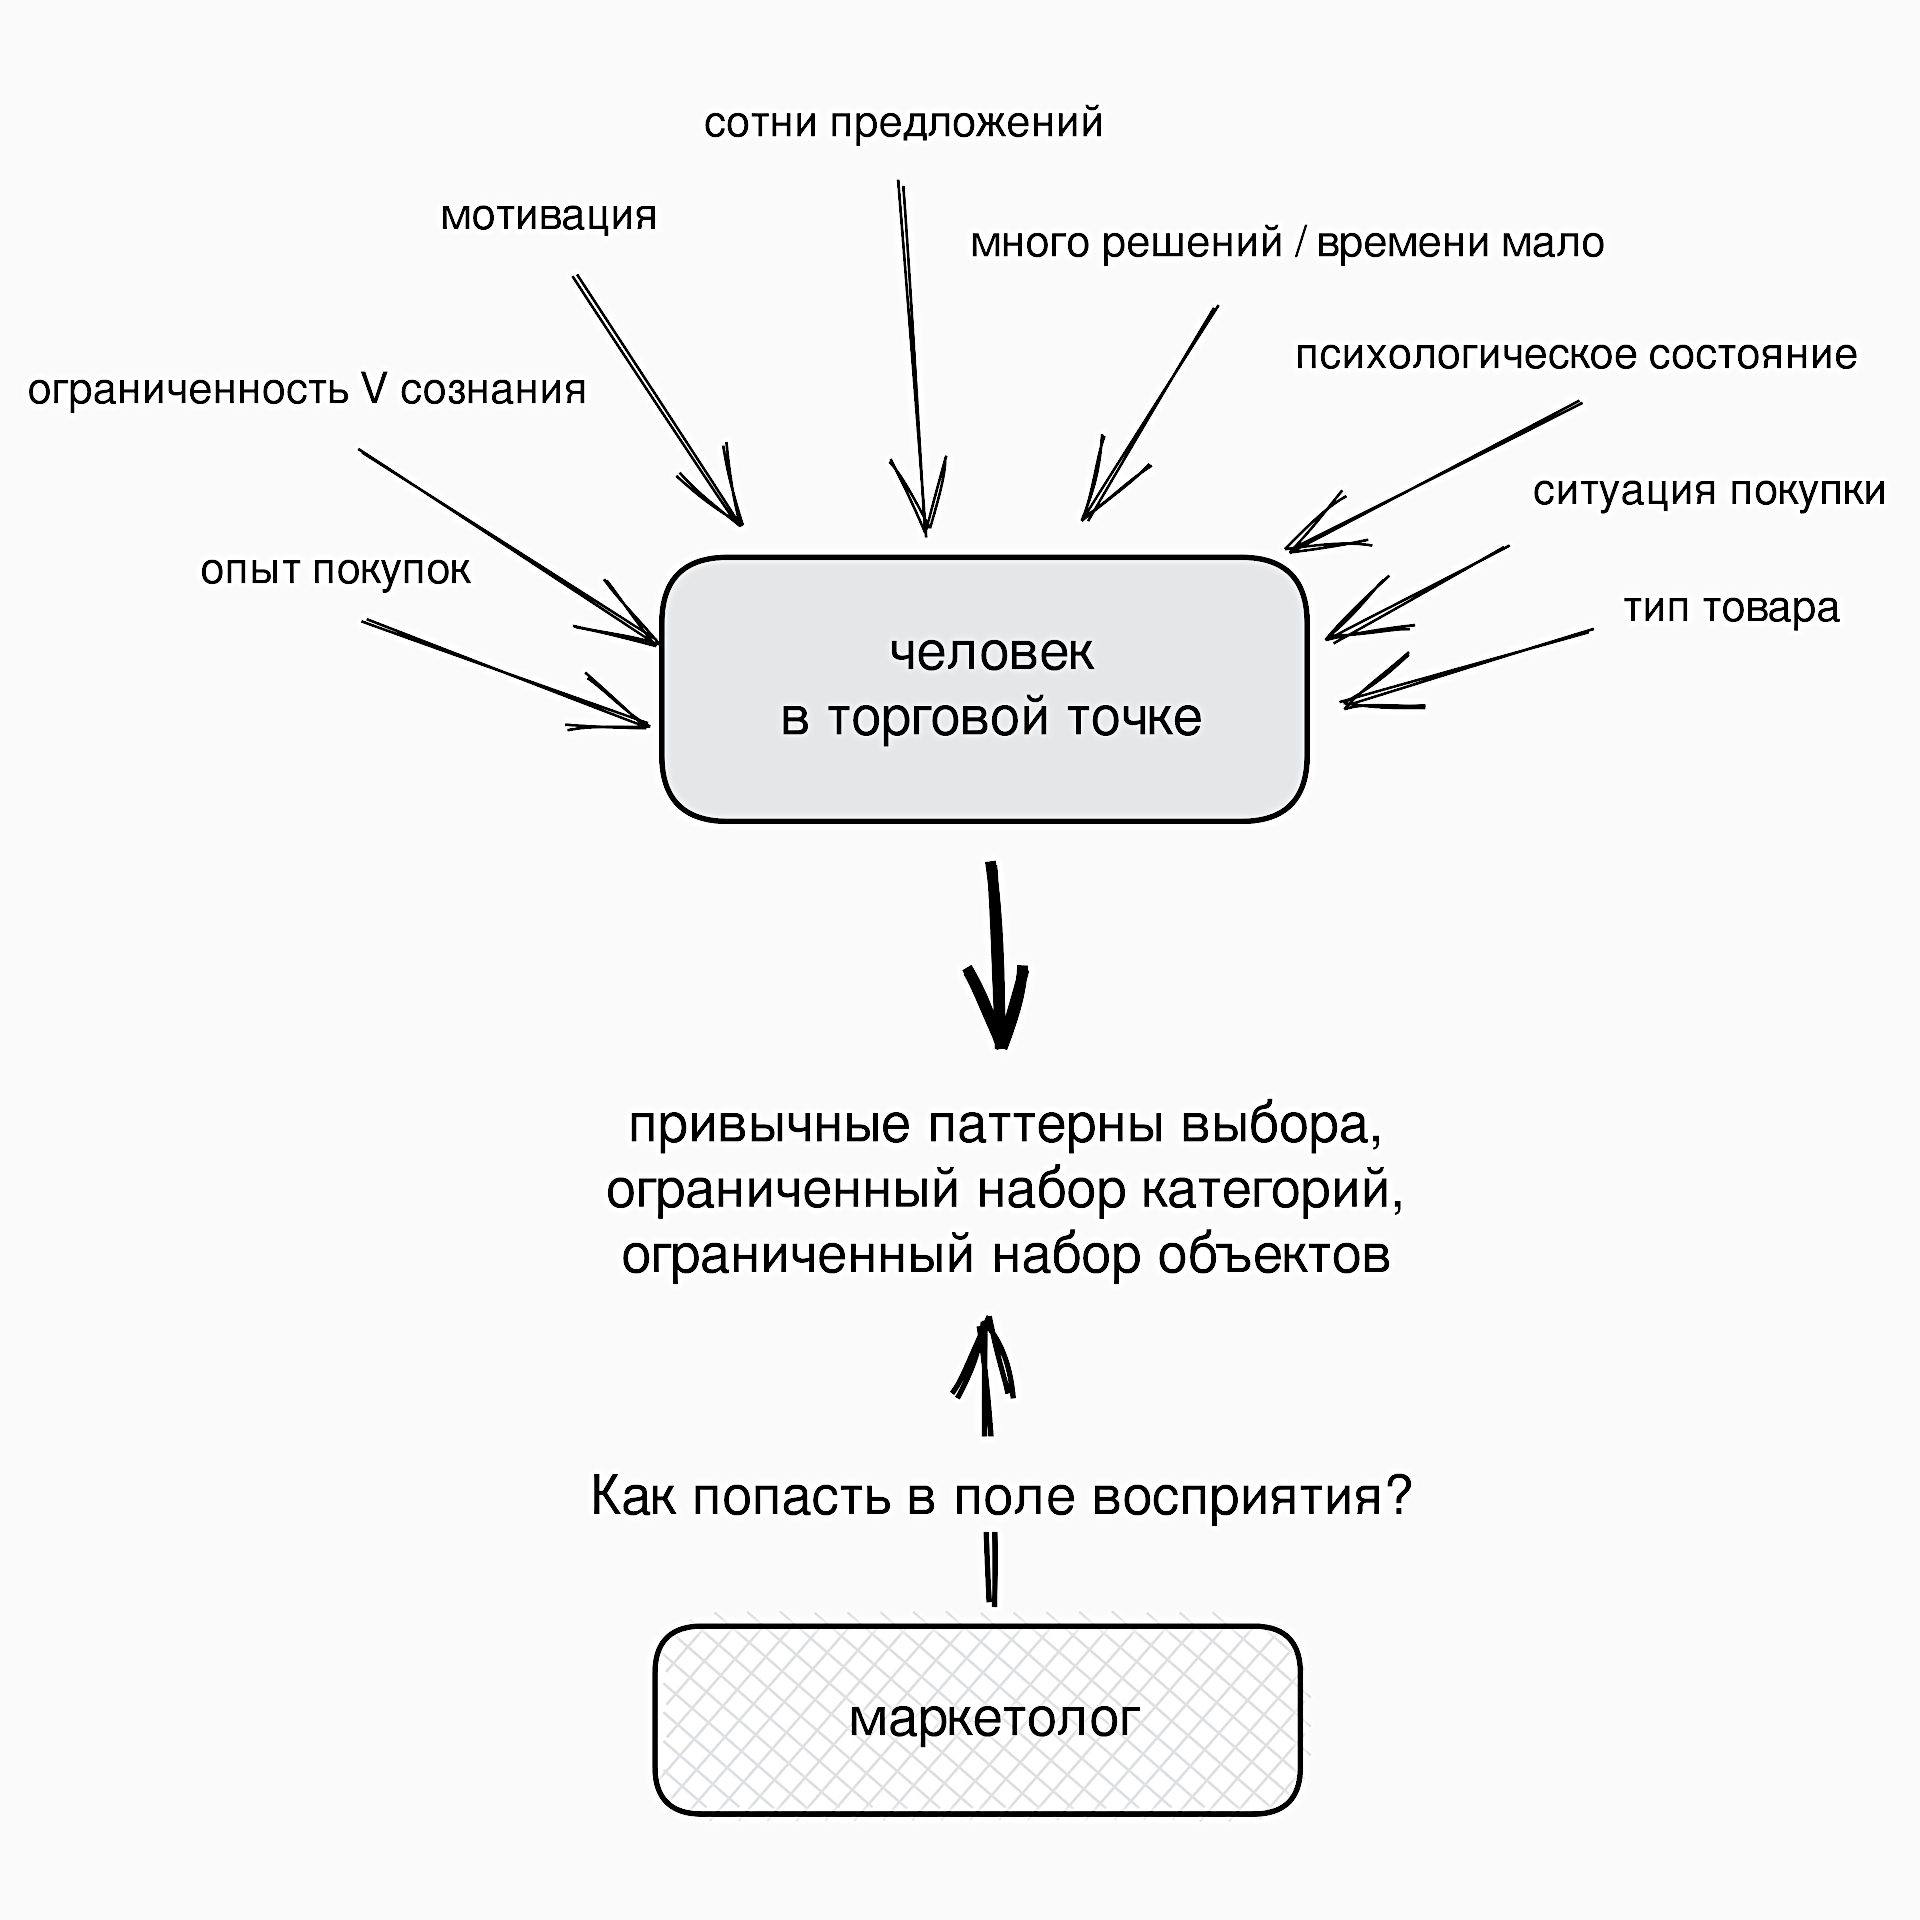 сотни предложений
мотивация
много решений / времени мало
психологическое состояние
ограниченность V сознания
ситуация покупки
опыт покупок
тип товара
человек
в торговой точке
привычные паттерны выбора,
ограниченный набор категорий,
ограниченный набор объектов
Как попасть в поле восприятия?
маркетолог